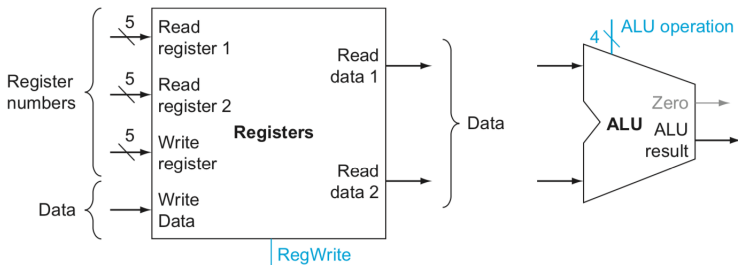 Register
numbers
Data
5
Read
register 1
5
Read
register 2
5
Write
register
Write
Data
Registers
Read
data 1
Read
data 2
RegWrite
Data
4
ALU operation
ALU
Zero
ALU
result